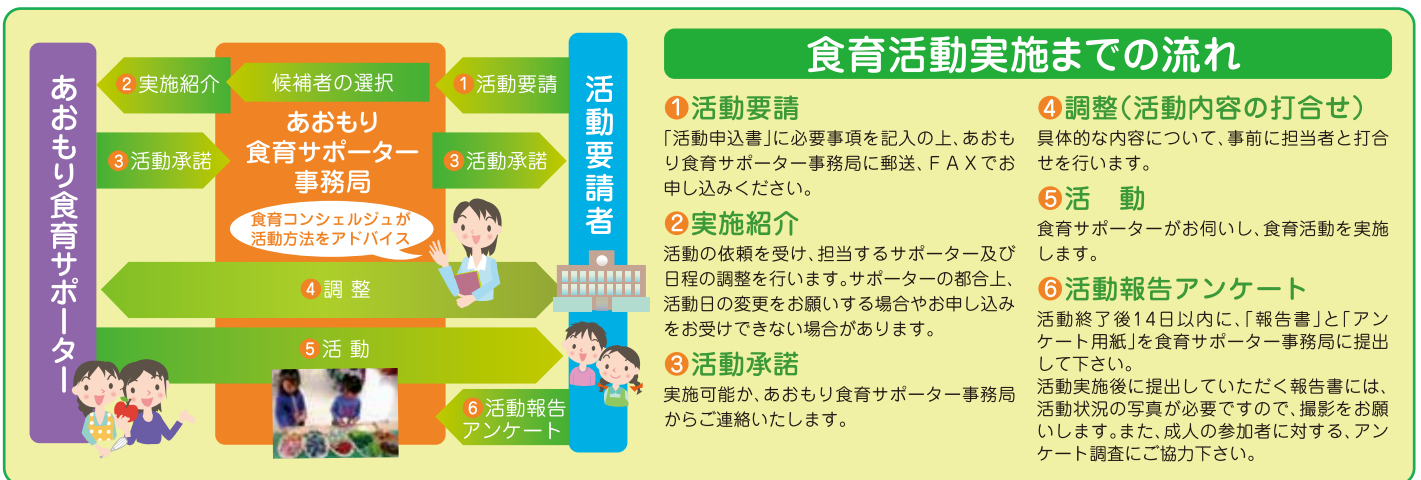 あおもり食育サポーター
❷実施紹介
候補者の選択
❶活動要請
❸活動承諾
あおもり
食育サポーター
事務局
❸活動承諾
食育コンシェルジュが
活動方法をアドバイス
❹調 整
❺活 動
❻活動報告
アンケート
活動要請者
食育活動実施までの流れ
❶活動要請
「活動申込書」に必要事項を記入の上、あおも
り食育サポーター事務局に郵送、ＦＡＸでお
申し込みください。
❷実施紹介
活動の依頼を受け、担当するサポーター及び
日程の調整を行います。サポーターの都合上、
活動日の変更をお願いする場合やお申し込み
をお受けできない場合があります。
❸活動承諾
実施可能か、あおもり食育サポーター事務局
からご連絡いたします。
❹調整（活動内容の打合せ）
具体的な内容について、事前に担当者と打合
せを行います。
❺活　動
食育サポーターがお伺いし、食育活動を実施
します。
❻活動報告アンケート
活動終了後14日以内に、「報告書」と「アン
ケート用紙」を食育サポーター事務局に提出
して下さい。
活動実施後に提出していただく報告書には、
活動状況の写真が必要ですので、撮影をお願
いします。また、成人の参加者に対する、アン
ケート調査にご協力下さい。